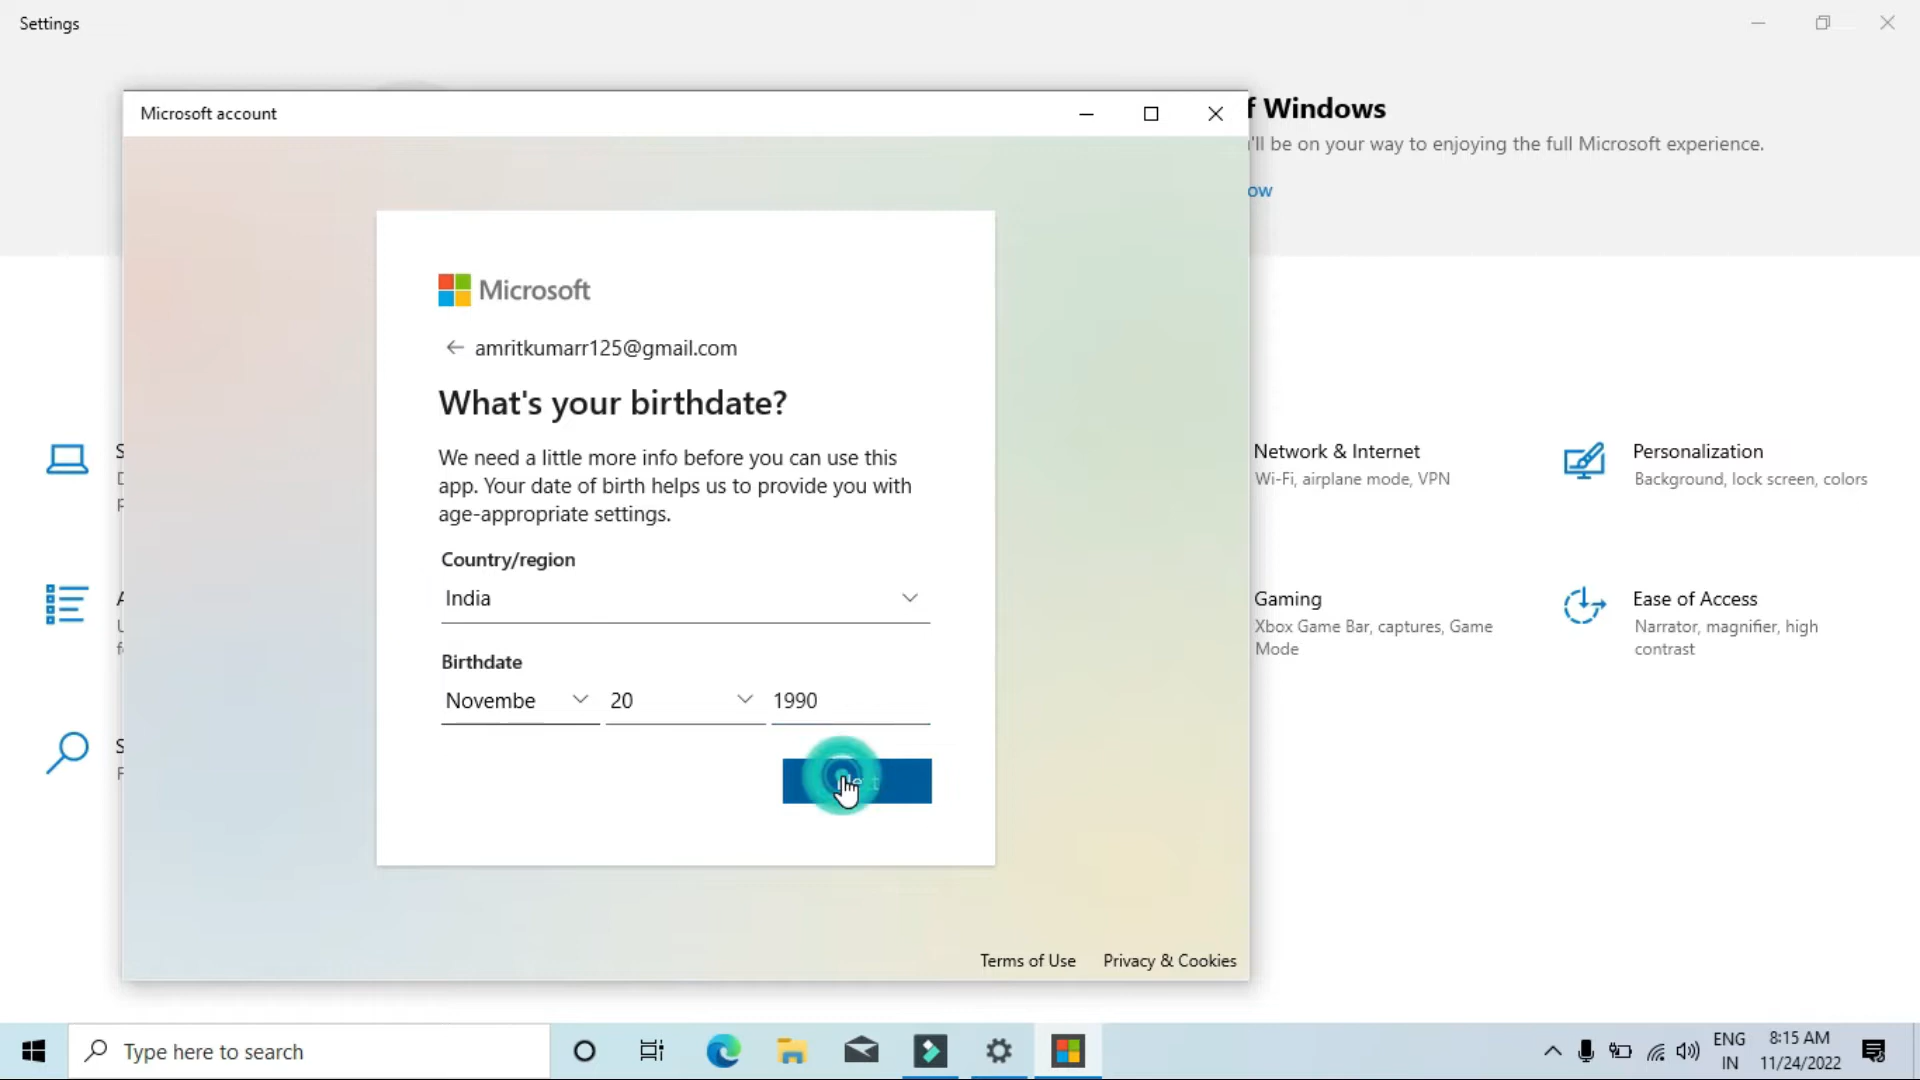 Settings
Microsoft account
f Windows
'll be on your way to enjoying the full Microsoft experience.
ow
Microsoft
amritkumarr125@gmail.com
What's your birthdate?
We need a little more info before you can use this
app. Your date of birth helps us to provide you with
age-appropriate settings.
Country/region
India
Birthdate
Novembe 20 1990
Terms of Use Privacy & Cookies
S
Network & Internet
Wi-Fi, airplane mode, VPN
Personalization
Background, lock screen, colors
Gaming
Xbox Game Bar, captures, Game
Mode
Ease of Access
Narrator, magnifier, high
contrast
S
Type here to search
ENG
IN
8:15 AM
11/24/2022